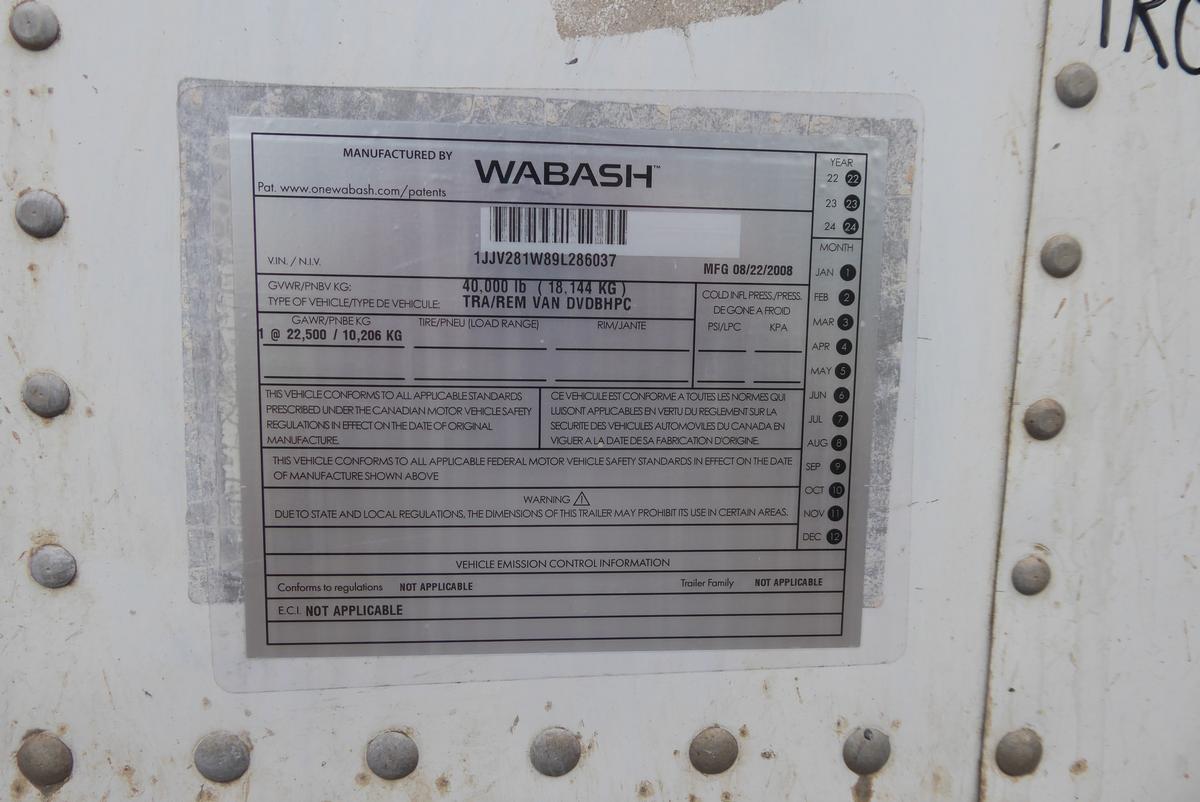 TRO
MANUFACTURED BY WABASH™
Pat. www.onewabash.com/patents
V.I.N. / N.I.V. 1JJV281W89L286037 MFG 08/22/2008
GVWR/PNBV KG: 40,000 lb ( 18,144 KG )
TYPE OF VEHICLE/TYPE DE VEHICULE: TRA/REM VAN DVDBHPC
COLD INFL PRESS./PRESS.
DE GONE A FROID
PSI/LPC KPA
GAWR/PNBE KG TIRE/PNEU (LOAD RANGE) RIM/JANTE
1 @ 22,500 / 10,206 KG
THIS VEHICLE CONFORMS TO ALL APPLICABLE STANDARDS
PRESCRIBED UNDER THE CANADIAN MOTOR VEHICLE SAFETY
REGULATIONS IN EFFECT ON THE DATE OF ORIGINAL
MANUFACTURE.
CE VEHICULE EST CONFORME A TOUTES LES NORMES QUI
LUISONT APPLICABLES EN VERTU DU REGLEMENT SUR LA
SECURITE DES VEHICULES AUTOMOVILES DU CANADA EN
VIGUER A LA DATE DE SA FABRICATION D'ORIGINE.
THIS VEHICLE CONFORMS TO ALL APPLICABLE FEDERAL MOTOR VEHICLE SAFETY STANDARDS IN EFFECT ON THE DATE
OF MANUFACTURE SHOWN ABOVE
WARNING
DUE TO STATE AND LOCAL REGULATIONS, THE DIMENSIONS OF THIS TRAILER MAY PROHIBIT ITS USE IN CERTAIN AREAS.
YEAR
22 22
23 23
24 24
MONTH
JAN 1
FEB 2
MAR 3
APR 4
MAY 5
JUN 6
JUL 7
AUG 8
SEP 9
OCT 10
NOV 11
DEC 12
VEHICLE EMISSION CONTROL INFORMATION
Conforms to regulations NOT APPLICABLE Trailer Family NOT APPLICABLE
E.C.I. NOT APPLICABLE